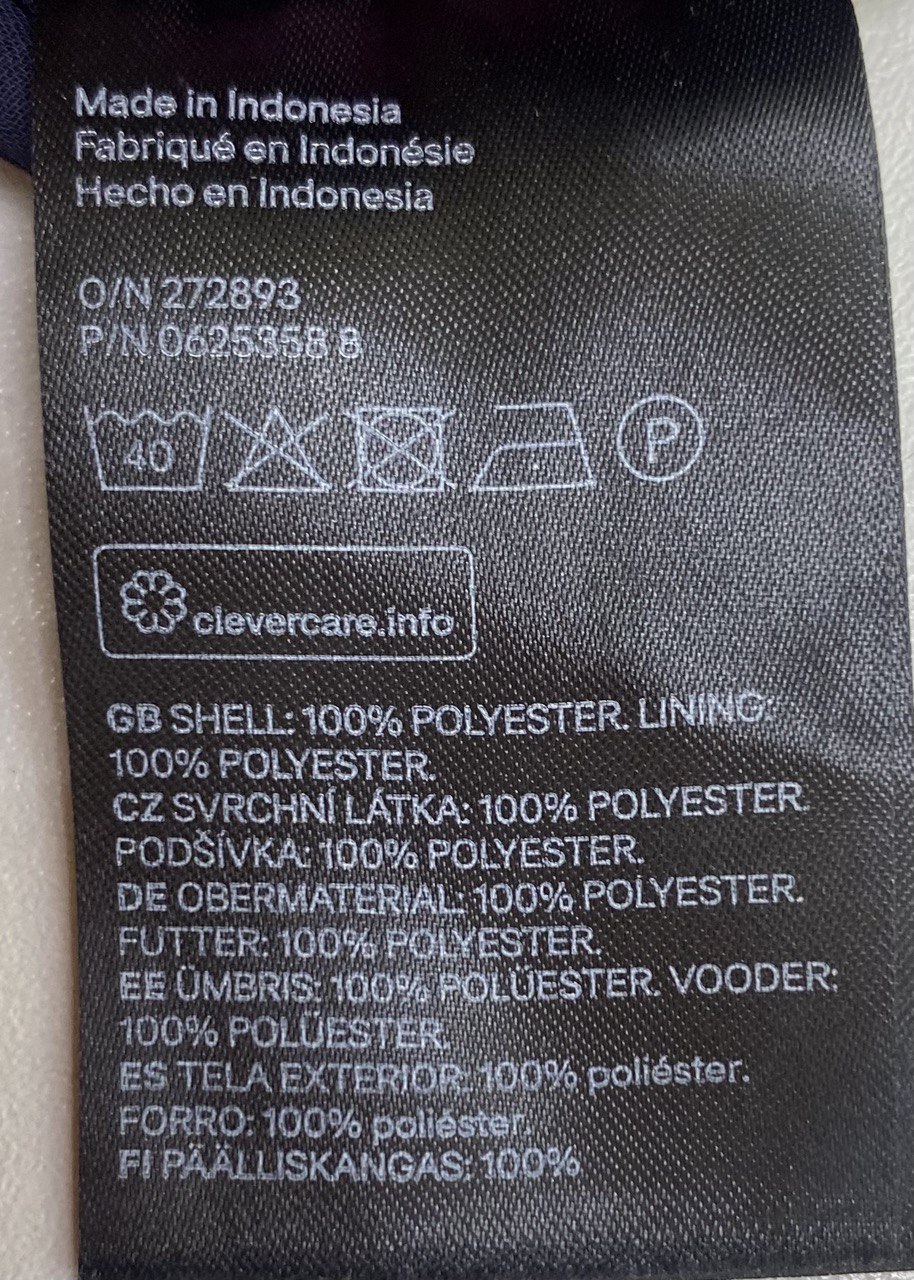 Made in Indonesia
Fabriqué en Indonésie
Hecho en Indonesia
O/N 272893
P/N 0625358 8
40 P
clevercare.info
GB SHELL: 100% POLYESTER. LINING:
100% POLYESTER.
CZ SVRCHNÍ LÁTKA: 100% POLYESTER.
PODŠÍVKA: 100% POLYESTER.
DE OBERMATERIAL: 100% POLYESTER.
FUTTER: 100% POLYESTER.
EE ÜMBRIS: 100% POLÜESTER. VOODER:
100% POLÜESTER.
ES TELA EXTERIOR: 100% poliéster.
FORRO: 100% poliéster.
FI PÄÄLLISKANGAS: 100%